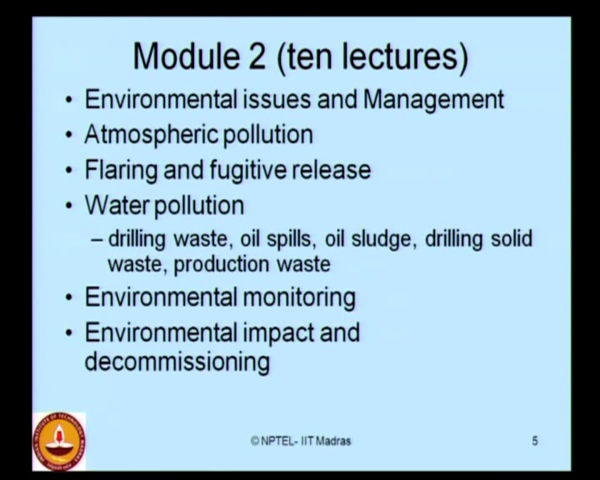 Module 2 (ten lectures)
• Environmental issues and Management
• Atmospheric pollution
• Flaring and fugitive release
• Water pollution
– drilling waste, oil spills, oil sludge, drilling solid
waste, production waste
• Environmental monitoring
• Environmental impact and
decommissioning
© NPTEL- IIT Madras
5